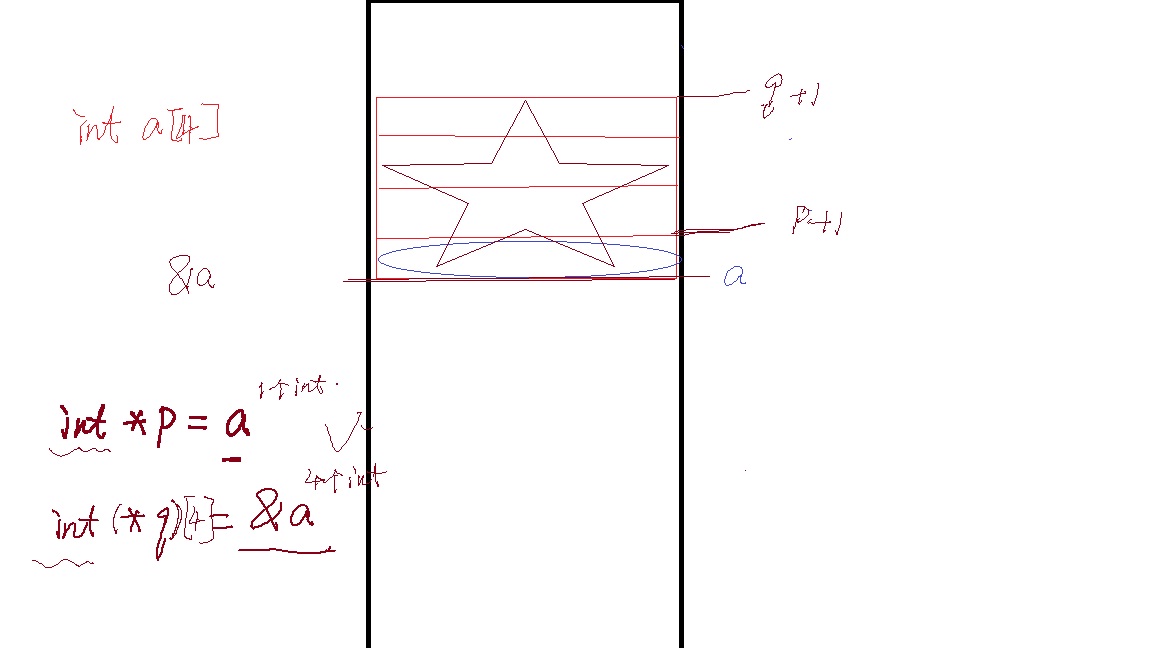 q+1
int a[4]
p+1
&a
a
1个int.
int *p = a
4个int
int (*q)[4]= &a